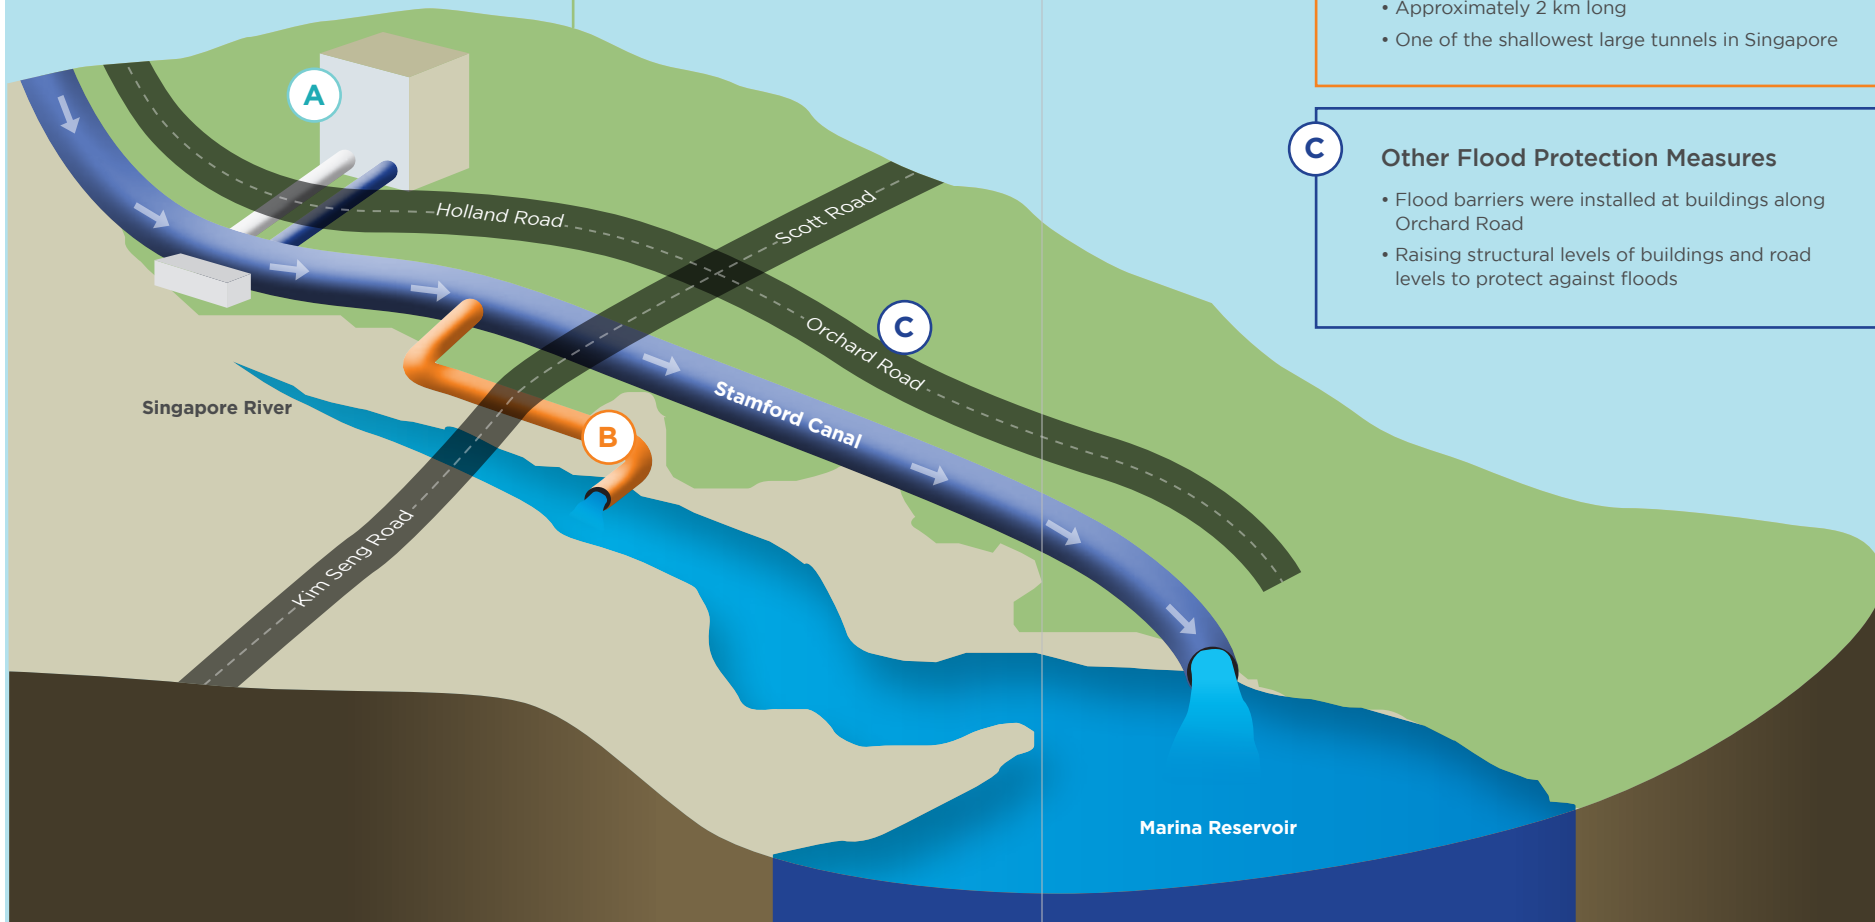 • Approximately 2 km long
• One of the shallowest large tunnels in Singapore
A
C
Other Flood Protection Measures
• Flood barriers were installed at buildings along
Orchard Road
• Raising structural levels of buildings and road
levels to protect against floods
Holland Road
Scott Road
C
Orchard Road
Stamford Canal
Singapore River
B
Kim Seng Road
Marina Reservoir